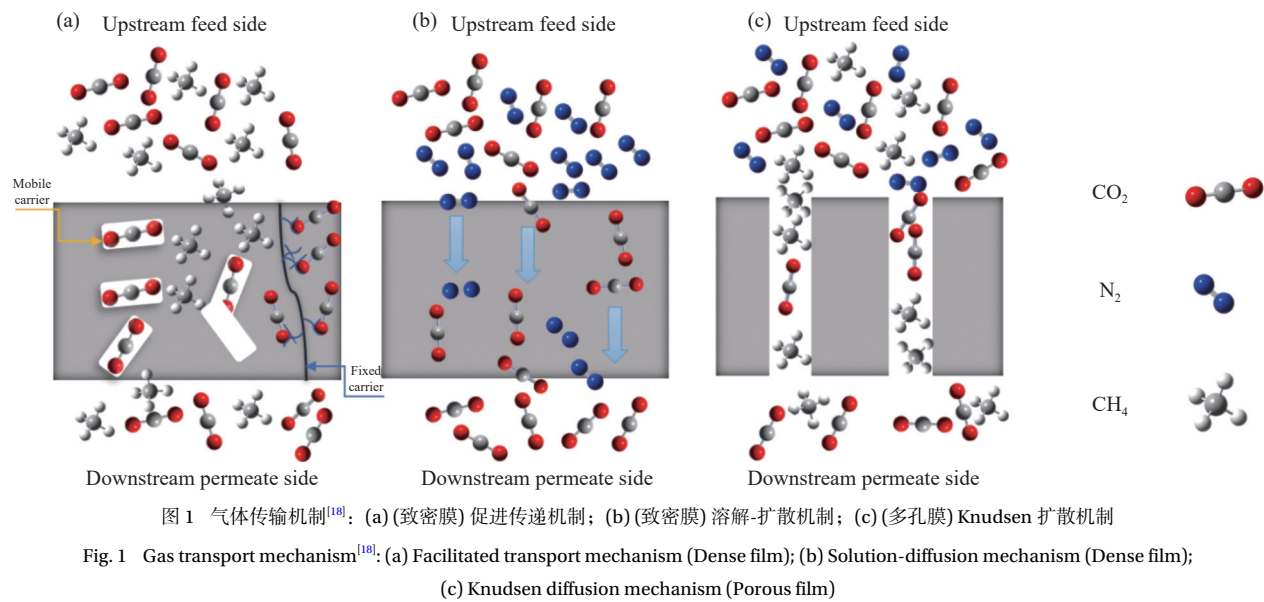 (a) Upstream feed side
(b) Upstream feed side
(c) Upstream feed side
Mobile
carrier
Fixed
carrier
CO₂
N₂
CH₄
Downstream permeate side
Downstream permeate side
Downstream permeate side
图 1 气体传输机制[18]：(a) (致密膜) 促进传递机制；(b) (致密膜) 溶解-扩散机制；(c) (多孔膜) Knudsen 扩散机制
Fig. 1 Gas transport mechanism[18]: (a) Facilitated transport mechanism (Dense film); (b) Solution-diffusion mechanism (Dense film);
(c) Knudsen diffusion mechanism (Porous film)